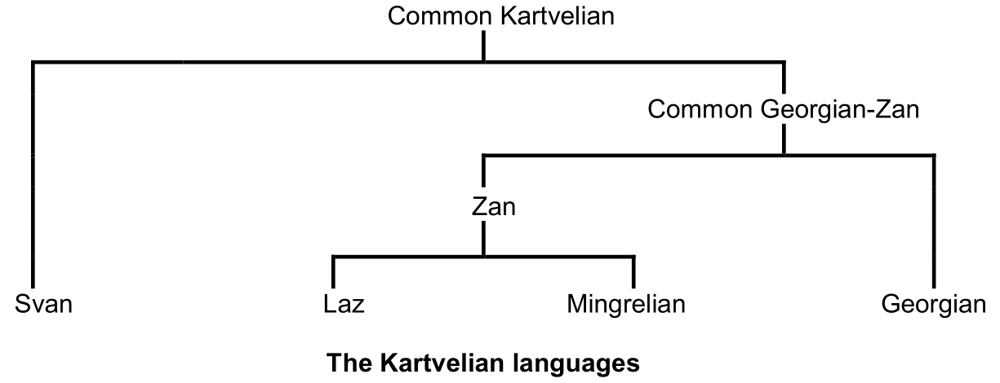 Common Kartvelian
Common Georgian-Zan
Zan
Svan
Laz
Mingrelian
Georgian
The Kartvelian languages